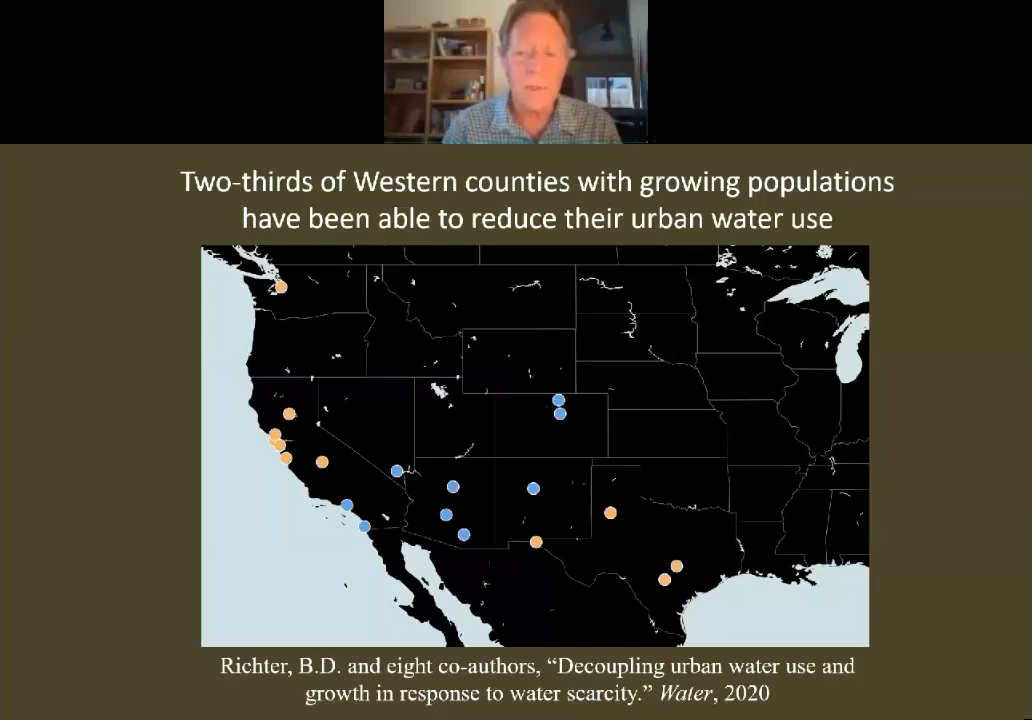 Two-thirds of Western counties with growing populations
have been able to reduce their urban water use
Richter, B.D. and eight co-authors, “Decoupling urban water use and
growth in response to water scarcity.” Water, 2020